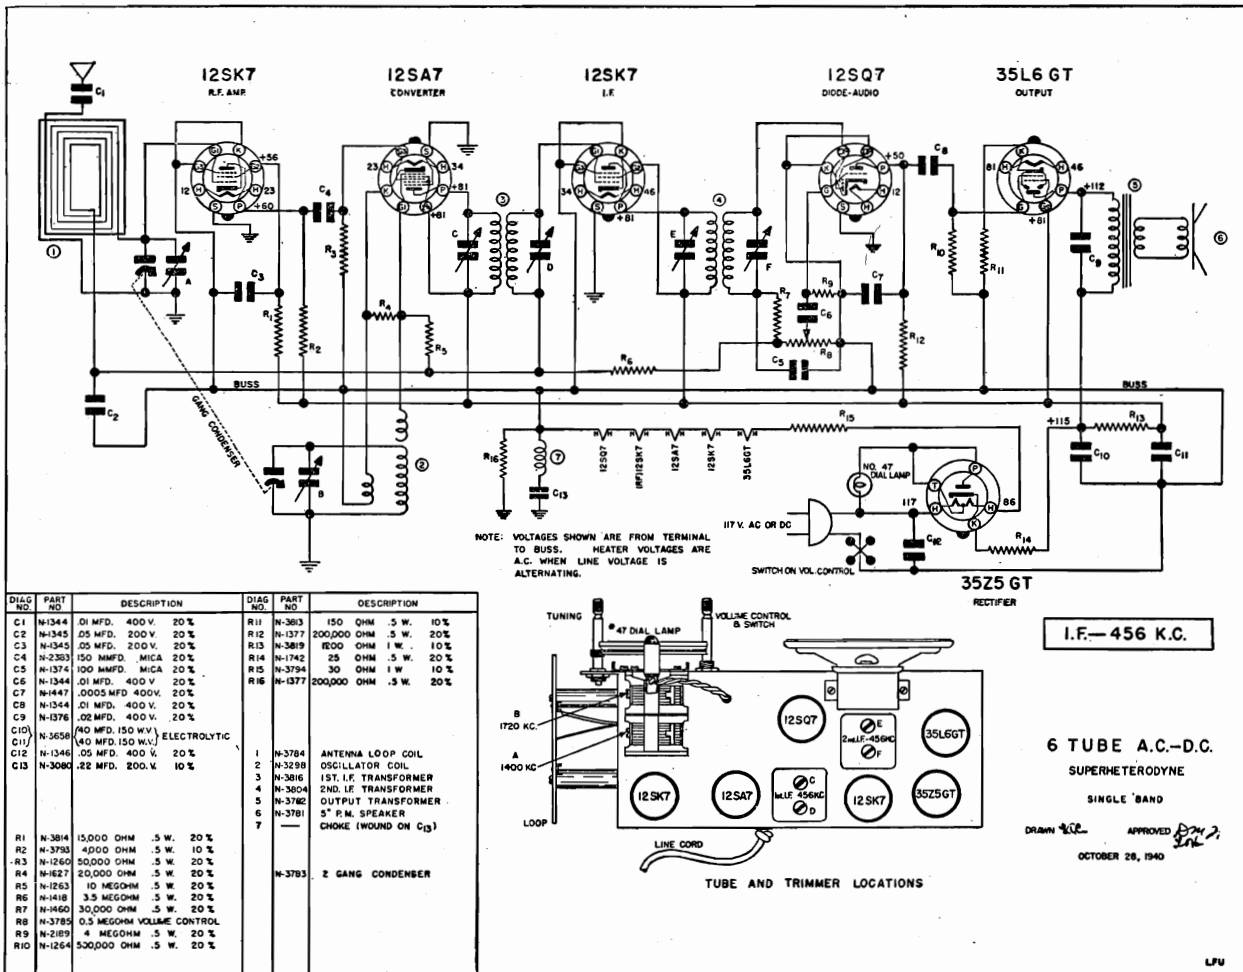 12SK7
R.F. AMP.
12SA7
CONVERTER
12SK7
I.F.
12SQ7
DIODE-AUDIO
35L6 GT
OUTPUT
C1
+56
12
H
H
23
S
P
+60
C4
23
34
+81
+81
34
46
+81
+50
12
C8
81
46
+112
+81
1
A
C3
R1
R2
R3
R4
R5
C
3
D
E
4
F
R7
R9
C7
C6
R8
C5
R6
R12
R10
R11
C9
5
6
BUSS
BUSS
C2
GANG CONDENSER
B
2
R16
7
C13
12SQ7
(RF)12SK7
12SA7
12SK7
35L6GT
R15
+115
R13
C10
C11
NO. 47
DIAL LAMP
117
86
117 V. AC OR DC
C12
R14
SWITCH ON VOL. CONTROL
35Z5 GT
RECTIFIER
NOTE: VOLTAGES SHOWN ARE FROM TERMINAL
TO BUSS. HEATER VOLTAGES ARE
A.C. WHEN LINE VOLTAGE IS
ALTERNATING.
DIAG NO. PART NO DESCRIPTION
C1 N-1344 .01 MFD. 400 V. 20%
C2 N-1345 .05 MFD. 200 V. 20%
C3 N-1345 .05 MFD. 200 V. 20%
C4 N-2383 150 MMFD. MICA 20%
C5 N-1374 100 MMFD. MICA 20%
C6 N-1344 .01 MFD. 400 V 20%
C7 N-1447 .0005 MFD 400V. 20%
C8 N-1344 .01 MFD. 400 V. 20%
C9 N-1376 .02 MFD. 400 V. 20%
C10 } N-3658 { 40 MFD. 150 W.V. } ELECTROLYTIC
C11 } { 40 MFD. 150 W.V. }
C12 N-1346 .05 MFD. 400 V. 20%
C13 N-3080 .22 MFD. 200. V. 10%
R1 N-3814 15,000 OHM .5 W. 20%
R2 N-3793 4,000 OHM .5 W. 10%
R3 N-1260 50,000 OHM .5 W. 20%
R4 N-1627 20,000 OHM .5 W. 20%
R5 N-1263 10 MEGOHM .5 W. 20%
R6 N-1418 3.5 MEGOHM .5 W. 20%
R7 N-1460 30,000 OHM .5 W. 20%
R8 N-3785 0.5 MEGOHM VOLUME CONTROL
R9 N-2189 4 MEGOHM .5 W. 20%
R10 N-1264 500,000 OHM .5 W. 20%
DIAG NO. PART NO DESCRIPTION
R11 N-3813 150 OHM .5 W. 10%
R12 N-1377 200,000 OHM .5 W. 20%
R13 N-3819 1200 OHM 1 W. 10%
R14 N-1742 25 OHM .5 W. 20%
R15 N-3794 30 OHM 1 W 10%
R16 N-1377 200,000 OHM .5 W. 20%
1 N-3784 ANTENNA LOOP COIL
2 N-3298 OSCILLATOR COIL
3 N-3816 1ST. I.F. TRANSFORMER
4 N-3804 2ND. I.F. TRANSFORMER
5 N-3782 OUTPUT TRANSFORMER
6 N-3781 5" P.M. SPEAKER
7 — CHOKE (WOUND ON C13)
N-3783 2 GANG CONDENSER
TUNING
#47 DIAL LAMP
VOLUME CONTROL
& SWITCH
B
1720 KC.
A
1400 KC
LOOP
12SK7
12SA7
C
1st. I.F. 456KC
D
12SQ7
E
2nd. I.F.-456KC
F
12SK7
35L6GT
35Z5GT
LINE CORD
TUBE AND TRIMMER LOCATIONS
I.F.— 456 K.C.
6 TUBE A.C.-D.C.
SUPERHETERODYNE
SINGLE BAND
DRAWN
APPROVED
OCTOBER 28, 1940
LFU